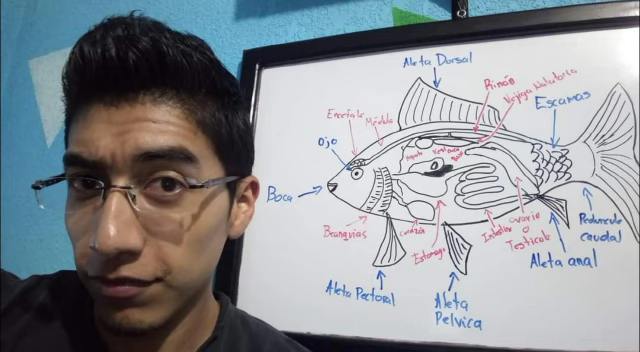 Aleta Dorsal
Riñón
Vejiga Natatoria
Escamas
Encéfalo
Médula
Ojo
Boca
Branquias
Corazón
Estomago
Intestino
ovario o
Testiculo
Pedunculo
caudal
Aleta anal
Aleta Pectoral
Aleta
Pelvica